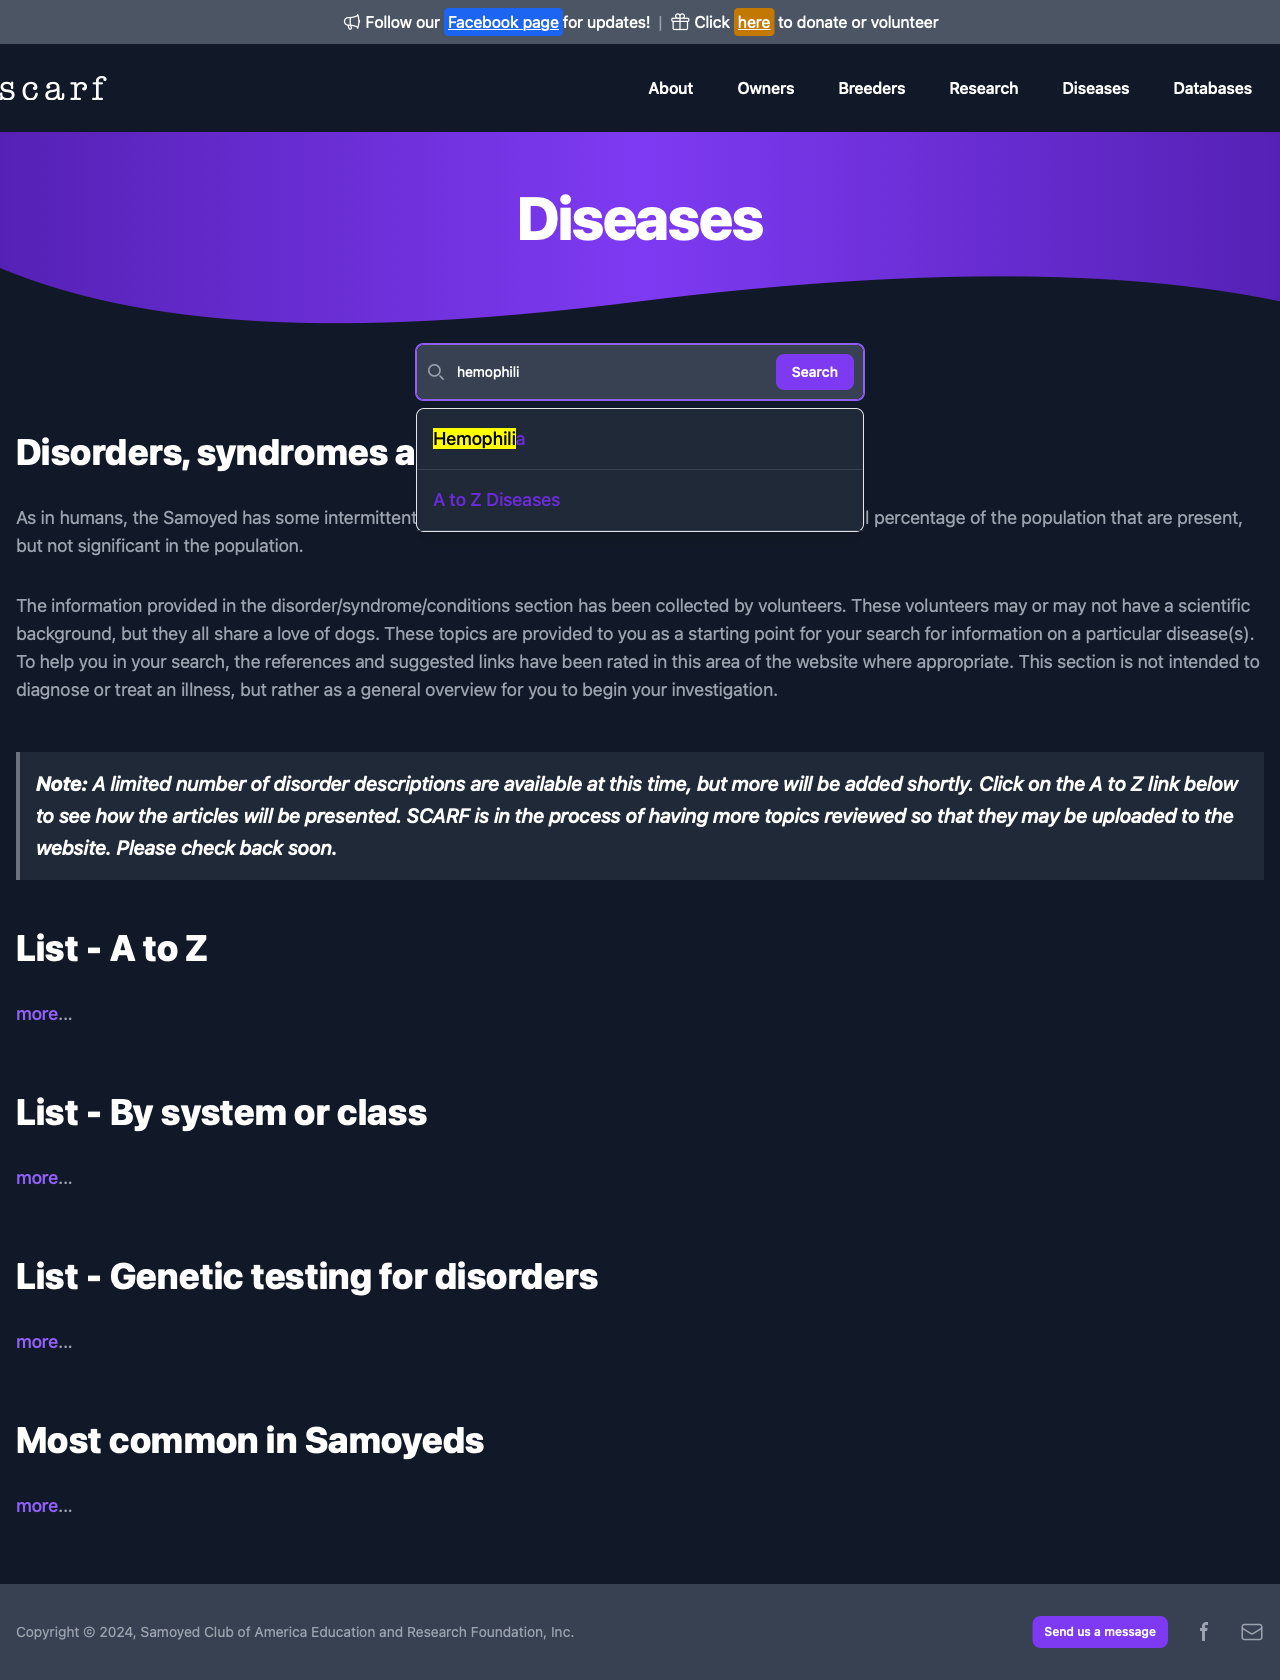 Follow our Facebook page for updates! | Click here to donate or volunteer
scarf
About Owners Breeders Research Diseases Databases
Diseases
hemophili
Search
Hemophilia
A to Z Diseases
Disorders, syndromes a
As in humans, the Samoyed has some intermittent l percentage of the population that are present,
but not significant in the population.
The information provided in the disorder/syndrome/conditions section has been collected by volunteers. These volunteers may or may not have a scientific
background, but they all share a love of dogs. These topics are provided to you as a starting point for your search for information on a particular disease(s).
To help you in your search, the references and suggested links have been rated in this area of the website where appropriate. This section is not intended to
diagnose or treat an illness, but rather as a general overview for you to begin your investigation.
Note: A limited number of disorder descriptions are available at this time, but more will be added shortly. Click on the A to Z link below
to see how the articles will be presented. SCARF is in the process of having more topics reviewed so that they may be uploaded to the
website. Please check back soon.
List - A to Z
more...
List - By system or class
more...
List - Genetic testing for disorders
more...
Most common in Samoyeds
more...
Copyright © 2024, Samoyed Club of America Education and Research Foundation, Inc.
Send us a message